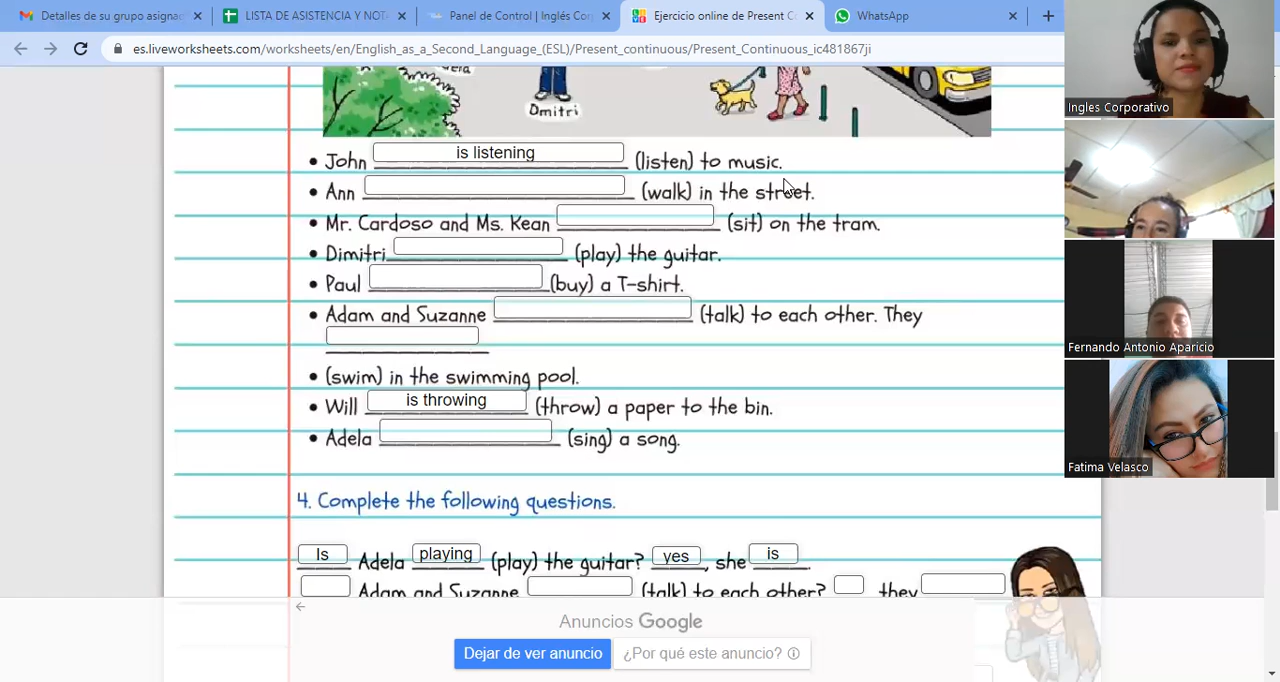 Detalles de su grupo asignad
LISTA DE ASISTENCIA Y NOT
Panel de Control | Inglés Cor
Ejercicio online de Present Co
WhatsApp
es.liveworksheets.com/worksheets/en/English_as_a_Second_Language_(ESL)/Present_continuous/Present_Continuous_ic481867ji
Ingles Corporativo
Dmitri
• John is listening (listen) to music.
• Ann (walk) in the street.
• Mr. Cardoso and Ms. Kean (sit) on the tram.
• Dimitri (play) the guitar.
• Paul (buy) a T-shirt.
• Adam and Suzanne (talk) to each other. They
• (swim) in the swimming pool.
• Will is throwing (throw) a paper to the bin.
• Adela (sing) a song.
Fernando Antonio Aparicio
Fatima Velasco
4. Complete the following questions.
Is Adela playing (play) the guitar? yes, she is.
Adam and Suzanne (talk) to each other? they
Anuncios Google
Dejar de ver anuncio
¿Por qué este anuncio?